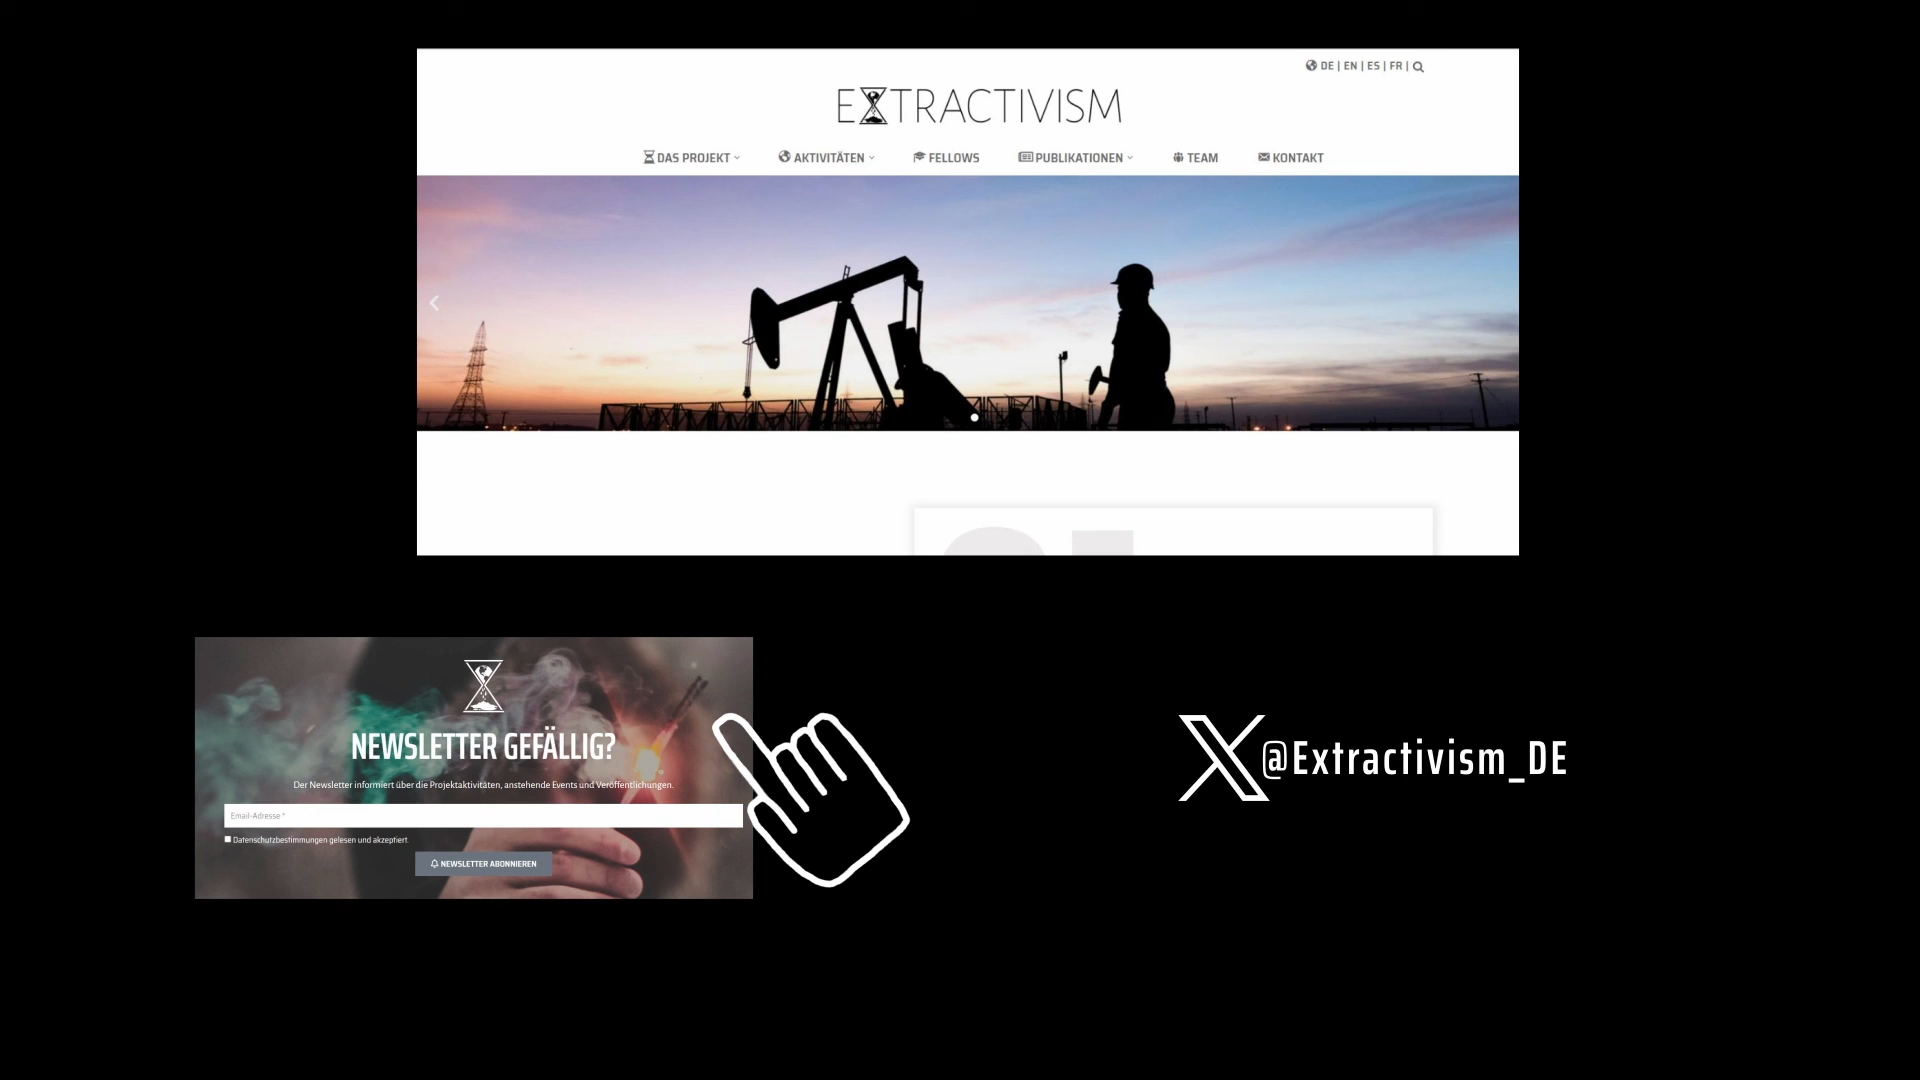 DE | EN | ES | FR |
EXTRACTIVISM
DAS PROJEKT AKTIVITÄTEN FELLOWS PUBLIKATIONEN TEAM KONTAKT
NEWSLETTER GEFÄLLIG?
Der Newsletter informiert über die Projektaktivitäten, anstehende Events und Veröffentlichungen.
Email-Adresse *
Datenschutzbestimmungen gelesen und akzeptiert.
NEWSLETTER ABONNIEREN
@Extractivism_DE